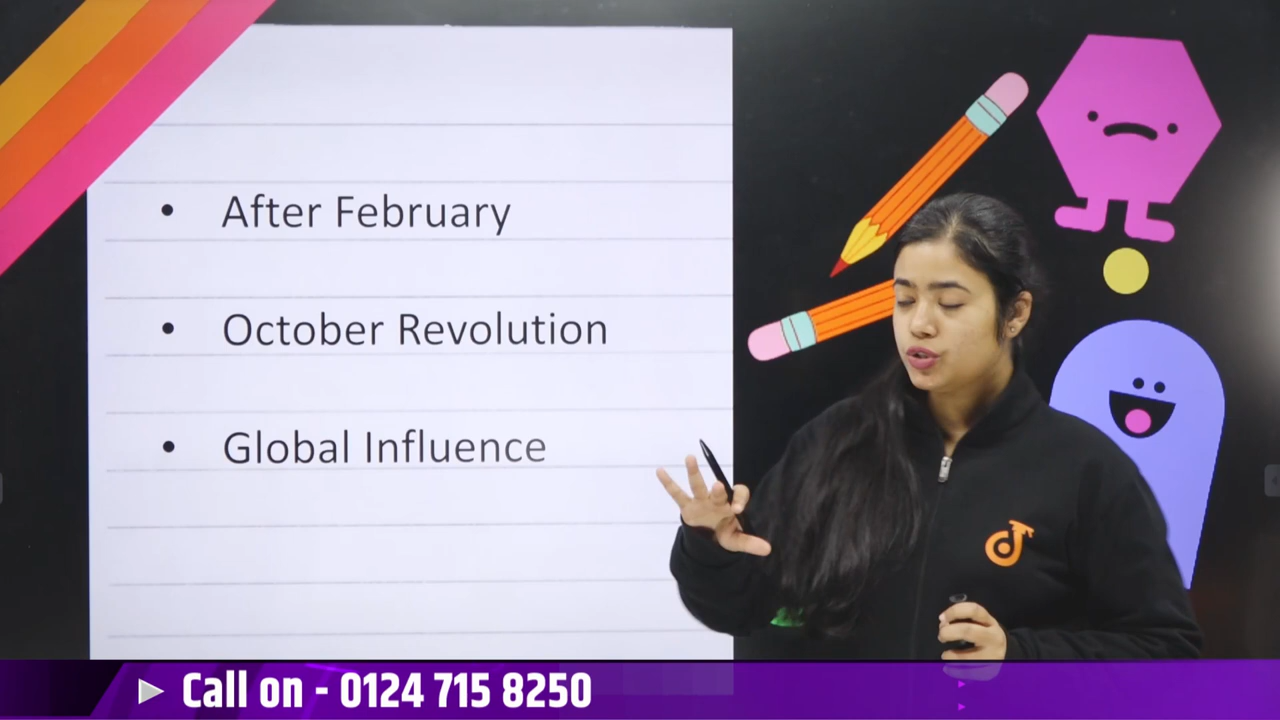 • After February
• October Revolution
• Global Influence
Call on - 0124 715 8250